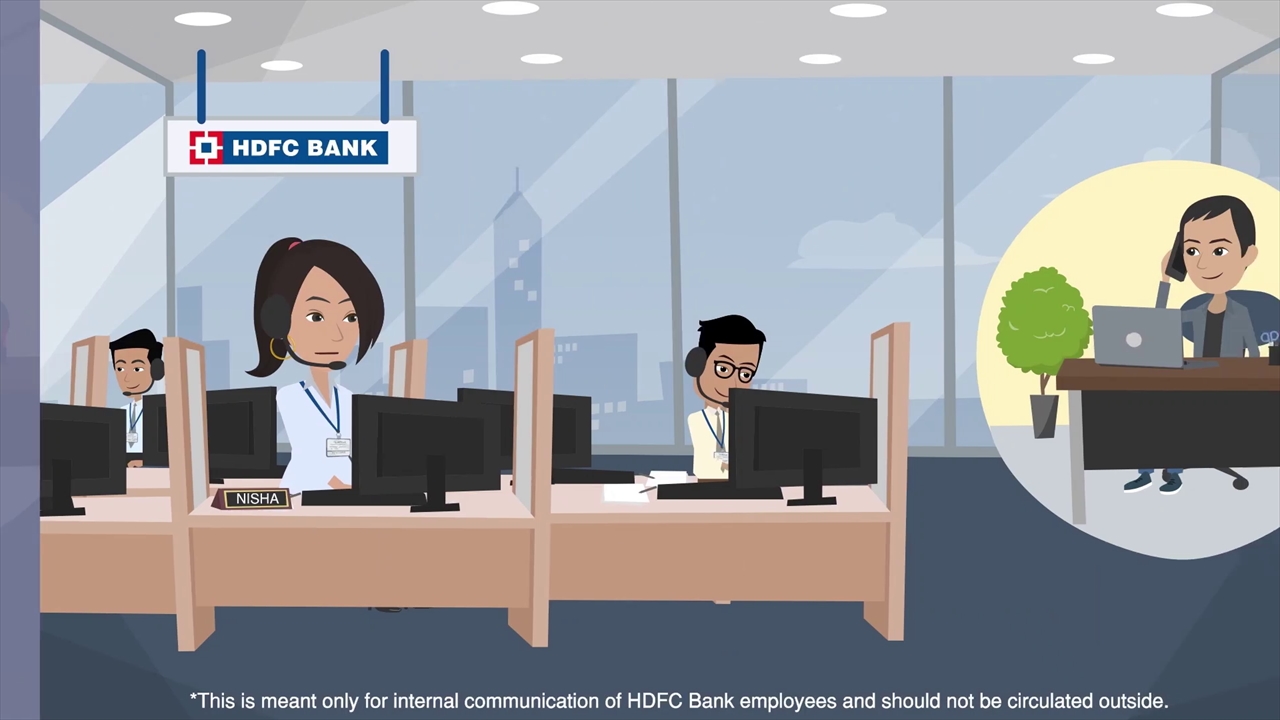 HDFC BANK
NISHA
*This is meant only for internal communication of HDFC Bank employees and should not be circulated outside.